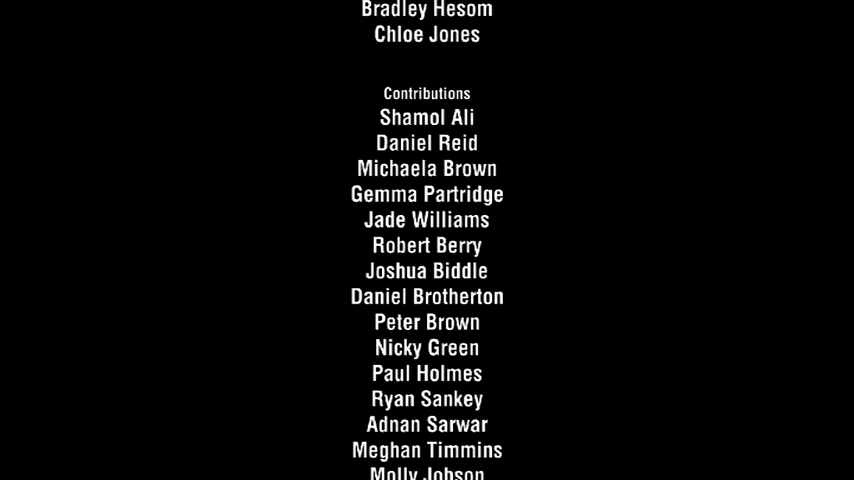 Bradley Hesom
Chloe Jones
Contributions
Shamol Ali
Daniel Reid
Michaela Brown
Gemma Partridge
Jade Williams
Robert Berry
Joshua Biddle
Daniel Brotherton
Peter Brown
Nicky Green
Paul Holmes
Ryan Sankey
Adnan Sarwar
Meghan Timmins
Molly Jobson